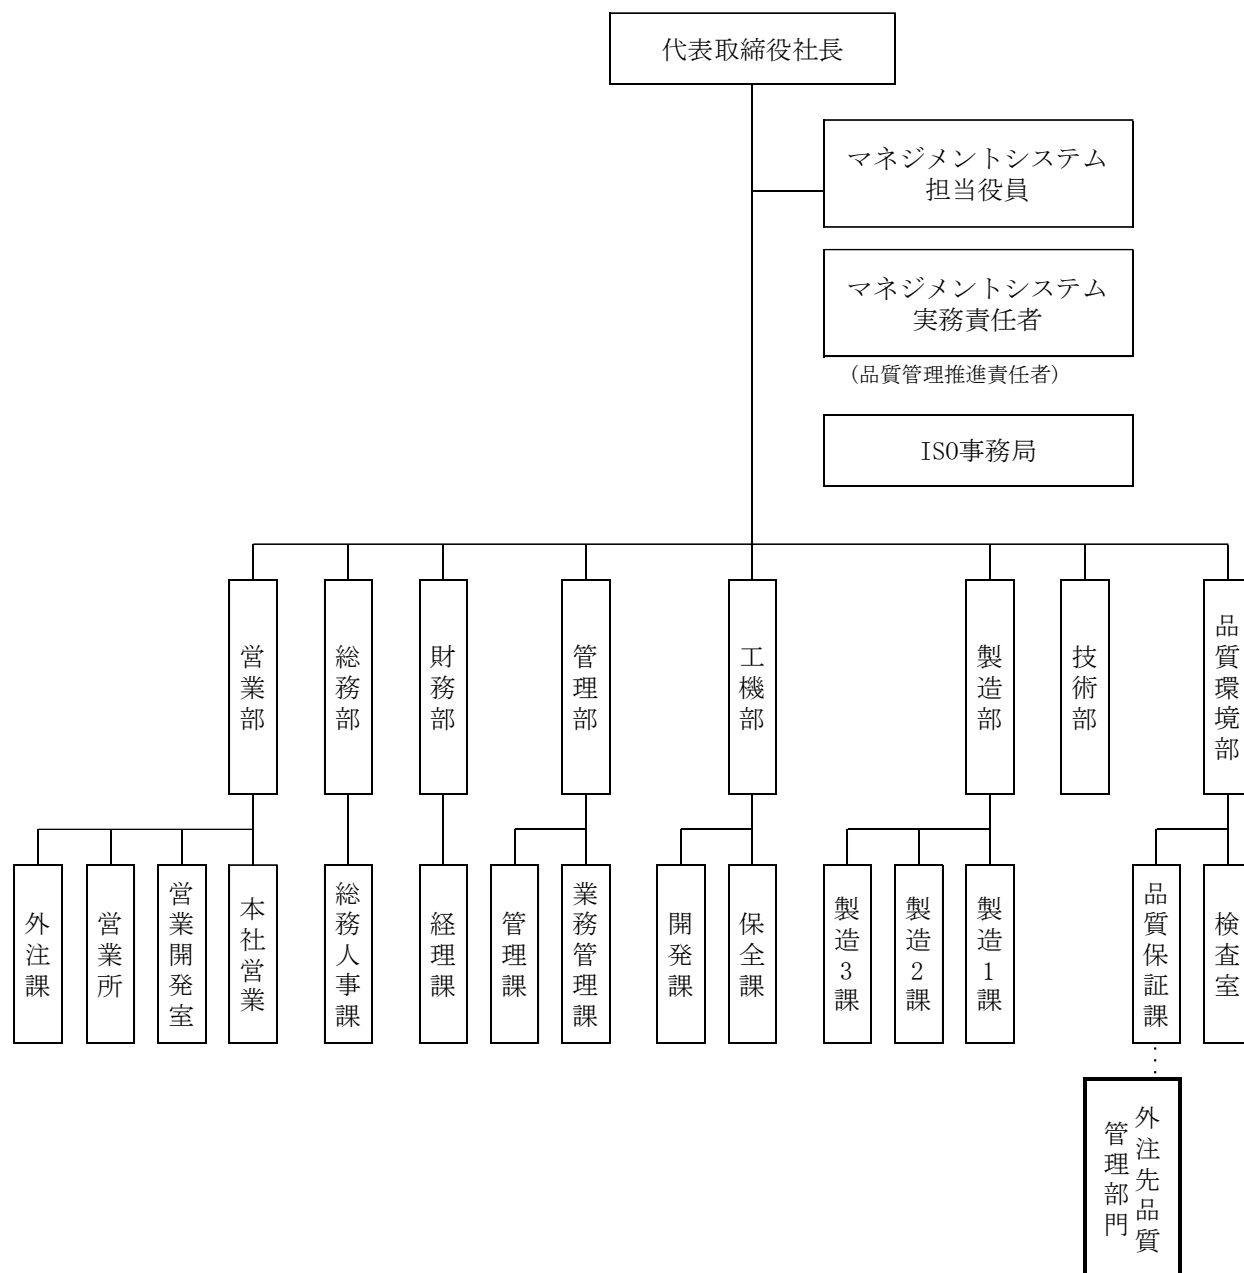 代表取締役社長
マネジメントシステム
担当役員
マネジメントシステム
実務責任者
(品質管理推進責任者)
ISO事務局
営業部
総務部
財務部
管理部
工機部
製造部
技術部
品質環境部
外注課
営業所
営業開発室
本社営業
総務人事課
経理課
管理課
業務管理課
開発課
保全課
製造3課
製造2課
製造1課
品質保証課
検査室
外注先品質
管理部門